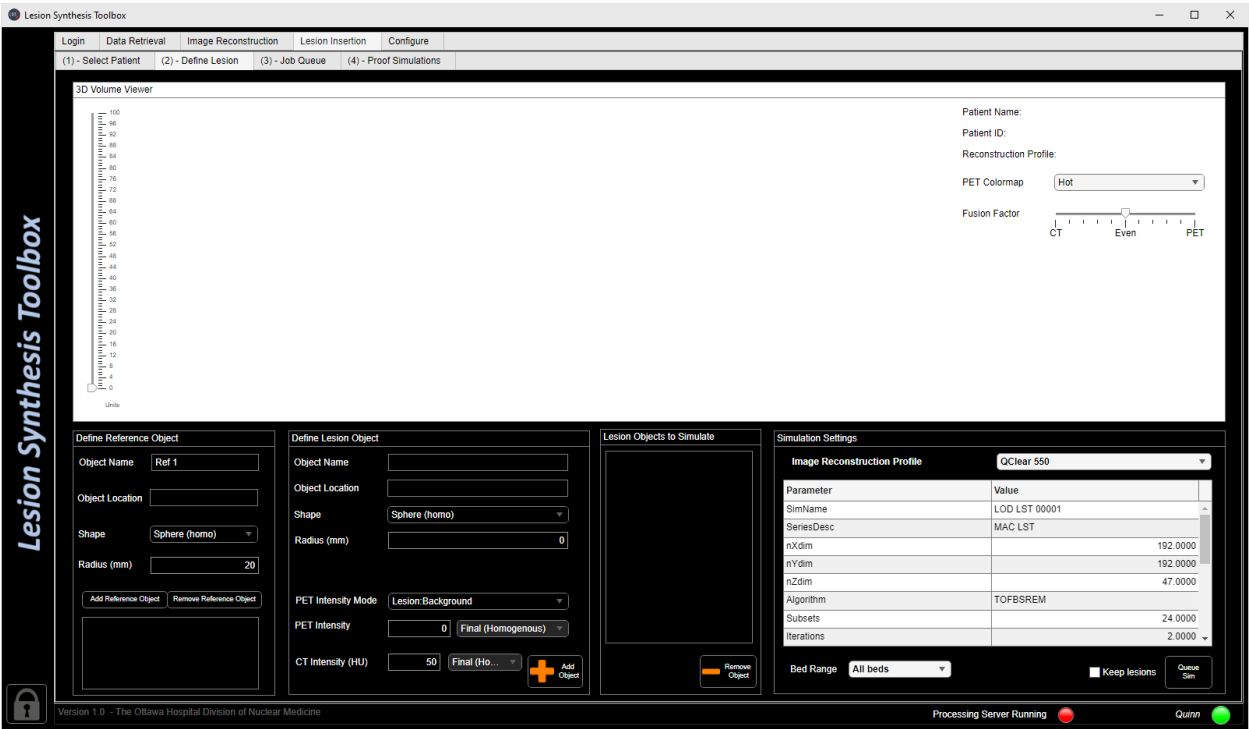 Lesion Synthesis Toolbox
Login Data Retrieval Image Reconstruction Lesion Insertion Configure
(1) - Select Patient (2) - Define Lesion (3) - Job Queue (4) - Proof Simulations
Lesion Synthesis Toolbox
3D Volume Viewer
100
96
92
88
84
80
76
72
68
64
60
56
52
48
44
40
36
32
28
24
20
16
12
8
4
0
Units
Patient Name:
Patient ID:
Reconstruction Profile:
PET Colormap Hot
Fusion Factor
CT Even PET
Define Reference Object
Object Name Ref 1
Object Location
Shape Sphere (homo)
Radius (mm) 20
Add Reference Object Remove Reference Object
Define Lesion Object
Object Name
Object Location
Shape Sphere (homo)
Radius (mm) 0
PET Intensity Mode Lesion:Background
PET Intensity 0 Final (Homogenous)
CT Intensity (HU) 50 Final (Ho...
Add
Object
Lesion Objects to Simulate
Remove
Object
Simulation Settings
Image Reconstruction Profile QClear 550
Parameter Value
SimName LOD LST 00001
SeriesDesc MAC LST
nXdim 192.0000
nYdim 192.0000
nZdim 47.0000
Algorithm TOFBSREM
Subsets 24.0000
Iterations 2.0000
Bed Range All beds
Keep lesions
Queue
Sim
Version 1.0 - The Ottawa Hospital Division of Nuclear Medicine
Processing Server Running Quinn